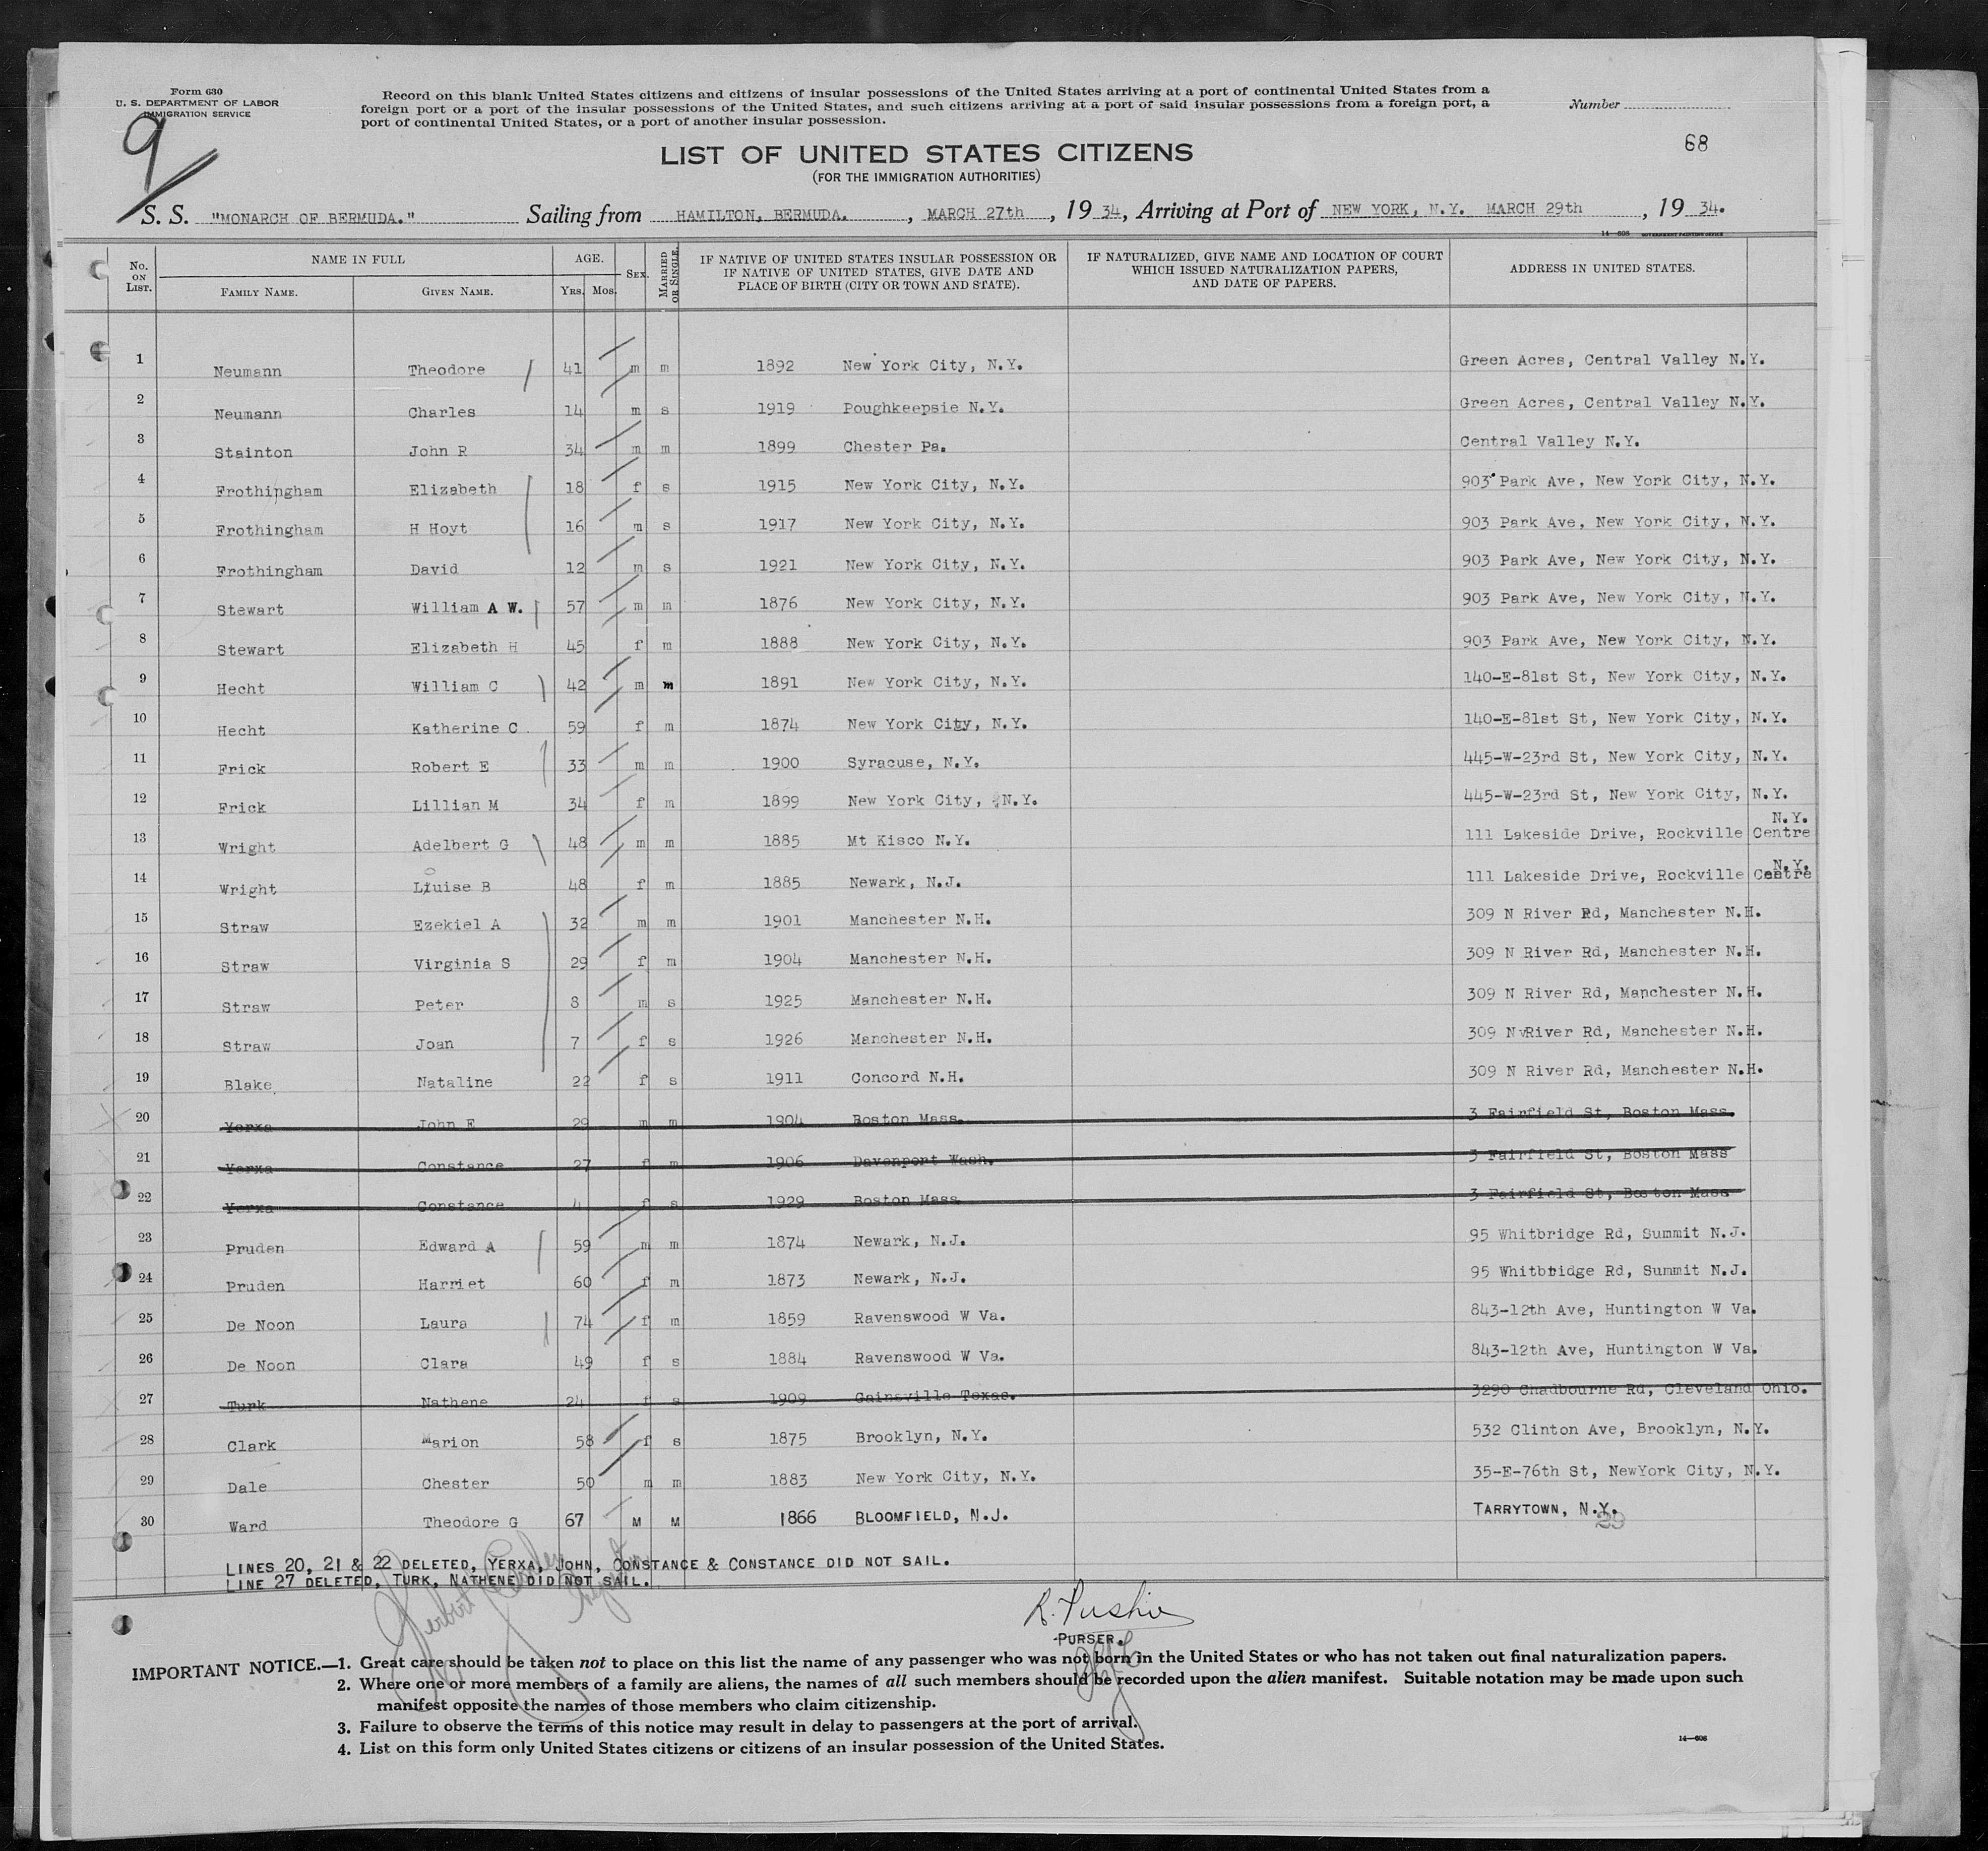 Form 630
U. S. DEPARTMENT OF LABOR
IMMIGRATION SERVICE
9
Record on this blank United States citizens and citizens of insular possessions of the United States arriving at a port of continental United States from a
foreign port or a port of the insular possessions of the United States, and such citizens arriving at a port of said insular possessions from a foreign port, a
port of continental United States, or a port of another insular possession.
Number
68
LIST OF UNITED STATES CITIZENS
(FOR THE IMMIGRATION AUTHORITIES)
S. S. "MONARCH OF BERMUDA." Sailing from HAMILTON, BERMUDA. , MARCH 27th , 19 34, Arriving at Port of NEW YORK, N.Y. MARCH 29th , 19 34.
14—608 GOVERNMENT PRINTING OFFICE
No. ON LIST. NAME IN FULL FAMILY NAME. GIVEN NAME. AGE. YRS. MOS. SEX. MARRIED OR SINGLE. IF NATIVE OF UNITED STATES INSULAR POSSESSION OR IF NATIVE OF UNITED STATES, GIVE DATE AND PLACE OF BIRTH (CITY OR TOWN AND STATE). IF NATURALIZED, GIVE NAME AND LOCATION OF COURT WHICH ISSUED NATURALIZATION PAPERS, AND DATE OF PAPERS. ADDRESS IN UNITED STATES.
1 Neumann Theodore 41 m m 1892 New York City, N.Y. Green Acres, Central Valley N.Y.
2 Neumann Charles 14 m s 1919 Poughkeepsie N.Y. Green Acres, Central Valley N.Y.
3 Stainton John R 34 m m 1899 Chester Pa. Central Valley N.Y.
4 Frothingham Elizabeth 18 f s 1915 New York City, N.Y. 903 Park Ave, New York City, N.Y.
5 Frothingham H Hoyt 16 m s 1917 New York City, N.Y. 903 Park Ave, New York City, N.Y.
6 Frothingham David 12 m s 1921 New York City, N.Y. 903 Park Ave, New York City, N.Y.
7 Stewart William A W. 57 m m 1876 New York City, N.Y. 903 Park Ave, New York City, N.Y.
8 Stewart Elizabeth H 45 f m 1888 New York City, N.Y. 903 Park Ave, New York City, N.Y.
9 Hecht William C 42 m m 1891 New York City, N.Y. 140-E-81st St, New York City, N.Y.
10 Hecht Katherine C 59 f m 1874 New York City, N.Y. 140-E-81st St, New York City, N.Y.
11 Frick Robert E 33 m m 1900 Syracuse, N.Y. 445-W-23rd St, New York City, N.Y.
12 Frick Lillian M 34 f m 1899 New York City, N.Y. 445-W-23rd St, New York City, N.Y.
13 Wright Adelbert G 48 m m 1885 Mt Kisco N.Y. 111 Lakeside Drive, Rockville Centre N.Y.
14 Wright Louise B 48 f m 1885 Newark, N.J. 111 Lakeside Drive, Rockville Centre N.Y.
15 Straw Ezekiel A 32 m m 1901 Manchester N.H. 309 N River Rd, Manchester N.H.
16 Straw Virginia S 29 f m 1904 Manchester N.H. 309 N River Rd, Manchester N.H.
17 Straw Peter 8 m s 1925 Manchester N.H. 309 N River Rd, Manchester N.H.
18 Straw Joan 7 f s 1926 Manchester N.H. 309 NvRiver Rd, Manchester N.H.
19 Blake Nataline 22 f s 1911 Concord N.H. 309 N River Rd, Manchester N.H.
20 Yerxa John E 29 m m 1904 Boston Mass. 3 Fairfield St, Boston Mass
21 Yerxa Constance 27 f m 1906 Davenport Wash. 3 Fairfield St, Boston Mass
22 Yerxa Constance 4 f s 1929 Boston Mass 3 Fairfield St, Boston Mass
23 Pruden Edward A 59 m m 1874 Newark, N.J. 95 Whitbridge Rd, Summit N.J.
24 Pruden Harriet 60 f m 1873 Newark, N.J. 95 Whitbridge Rd, Summit N.J.
25 De Noon Laura 74 f m 1859 Ravenswood W Va. 843-12th Ave, Huntington W Va.
26 De Noon Clara 49 f s 1884 Ravenswood W Va. 843-12th Ave, Huntington W Va.
27 Turk Nathene 24 f s 1909 Gainsville Texas. 3290 Chadbourne Rd, Cleveland Ohio.
28 Clark Marion 58 f s 1875 Brooklyn, N.Y. 532 Clinton Ave, Brooklyn, N.Y.
29 Dale Chester 50 m m 1883 New York City, N.Y. 35-E-76th St, NewYork City, N.Y.
30 Ward Theodore G 67 M M 1866 BLOOMFIELD, N.J. TARRYTOWN, N.Y.
29
LINES 20, 21 & 22 DELETED, YERXA, JOHN, CONSTANCE & CONSTANCE DID NOT SAIL.
LINE 27 DELETED, TURK, NATHENE DID NOT SAIL.
PURSER.
IMPORTANT NOTICE.—1. Great care should be taken not to place on this list the name of any passenger who was not born in the United States or who has not taken out final naturalization papers.
2. Where one or more members of a family are aliens, the names of all such members should be recorded upon the alien manifest. Suitable notation may be made upon such
manifest opposite the names of those members who claim citizenship.
3. Failure to observe the terms of this notice may result in delay to passengers at the port of arrival.
4. List on this form only United States citizens or citizens of an insular possession of the United States.
14—608